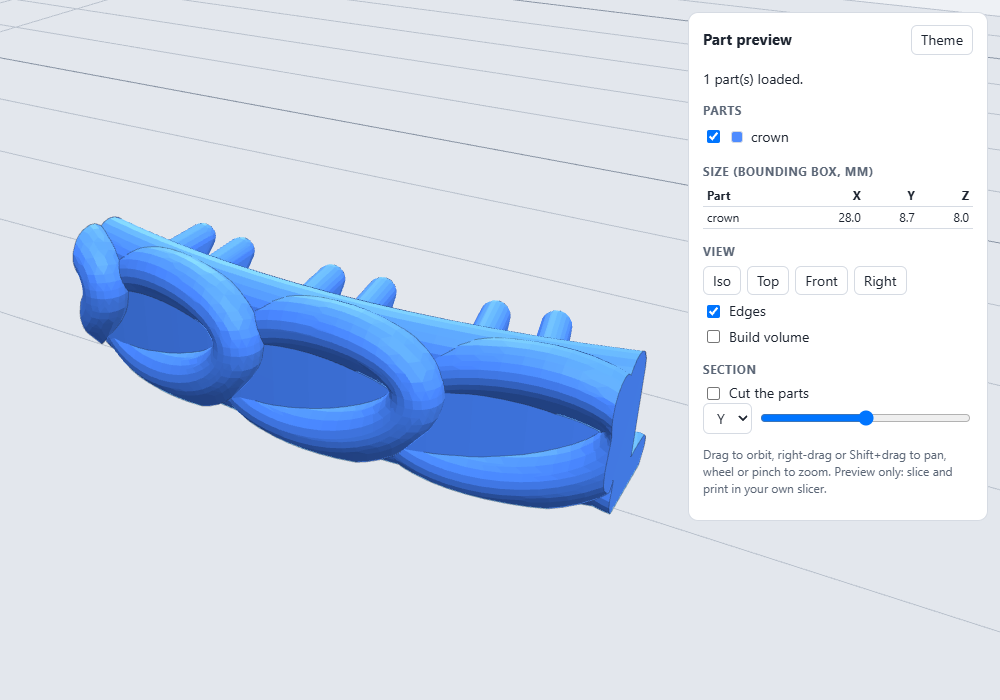 Part preview
Theme
1 part(s) loaded.
PARTS
crown
SIZE (BOUNDING BOX, MM)
Part X Y Z
crown 28.0 8.7 8.0
VIEW
Iso Top Front Right
Edges
Build volume
SECTION
Cut the parts
Y
Drag to orbit, right-drag or Shift+drag to pan,
wheel or pinch to zoom. Preview only: slice and
print in your own slicer.